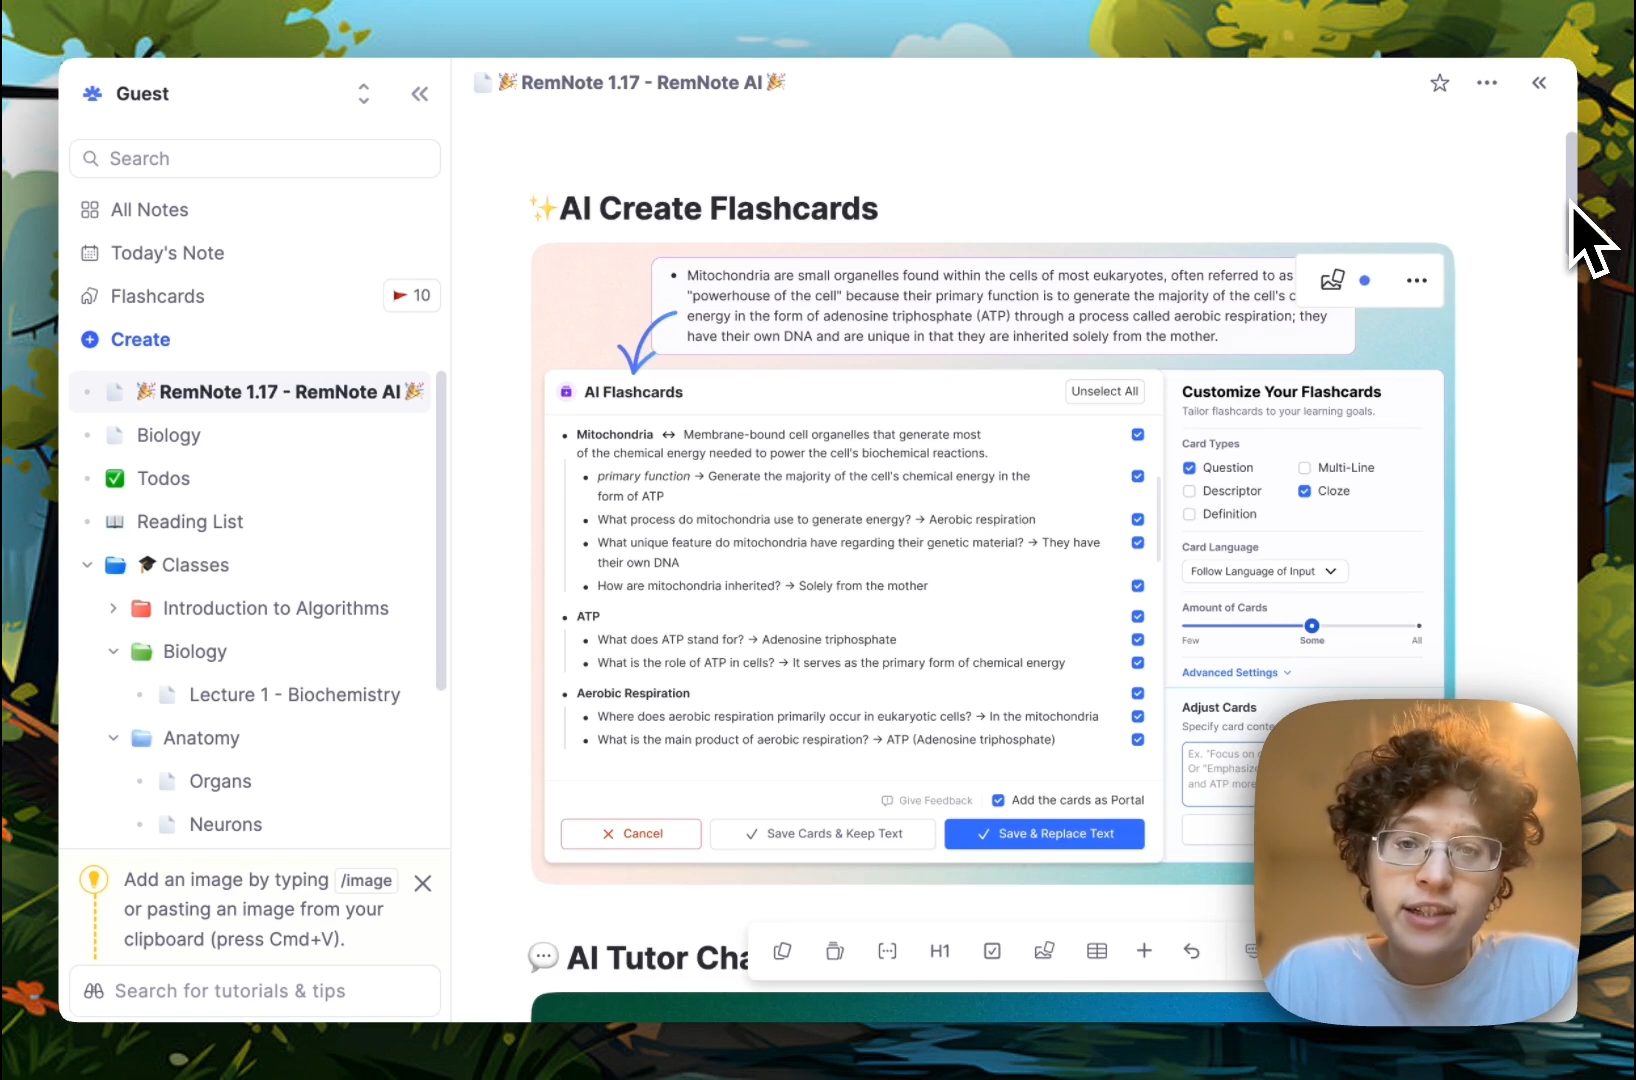 Guest
Search
All Notes
Today's Note
Flashcards
10
Create
RemNote 1.17 - RemNote AI
Biology
Todos
Reading List
Classes
Introduction to Algorithms
Biology
Lecture 1 - Biochemistry
Anatomy
Organs
Neurons
Add an image by typing /image
or pasting an image from your
clipboard (press Cmd+V).
Search for tutorials & tips
RemNote 1.17 - RemNote AI
AI Create Flashcards
Mitochondria are small organelles found within the cells of most eukaryotes, often referred to as
"powerhouse of the cell" because their primary function is to generate the majority of the cell's c
energy in the form of adenosine triphosphate (ATP) through a process called aerobic respiration; they
have their own DNA and are unique in that they are inherited solely from the mother.
AI Flashcards
Unselect All
Mitochondria ↔ Membrane-bound cell organelles that generate most
of the chemical energy needed to power the cell's biochemical reactions.
primary function → Generate the majority of the cell's chemical energy in the
form of ATP
What process do mitochondria use to generate energy? → Aerobic respiration
What unique feature do mitochondria have regarding their genetic material? → They have
their own DNA
How are mitochondria inherited? → Solely from the mother
ATP
What does ATP stand for? → Adenosine triphosphate
What is the role of ATP in cells? → It serves as the primary form of chemical energy
Aerobic Respiration
Where does aerobic respiration primarily occur in eukaryotic cells? → In the mitochondria
What is the main product of aerobic respiration? → ATP (Adenosine triphosphate)
Give Feedback
Add the cards as Portal
Cancel
Save Cards & Keep Text
Save & Replace Text
Customize Your Flashcards
Tailor flashcards to your learning goals.
Card Types
Question
Multi-Line
Descriptor
Cloze
Definition
Card Language
Follow Language of Input
Amount of Cards
Few
Some
All
Advanced Settings
Adjust Cards
Specify card conte
Ex. "Focus on
Or "Emphasize
and ATP more
AI Tutor Cha
H1